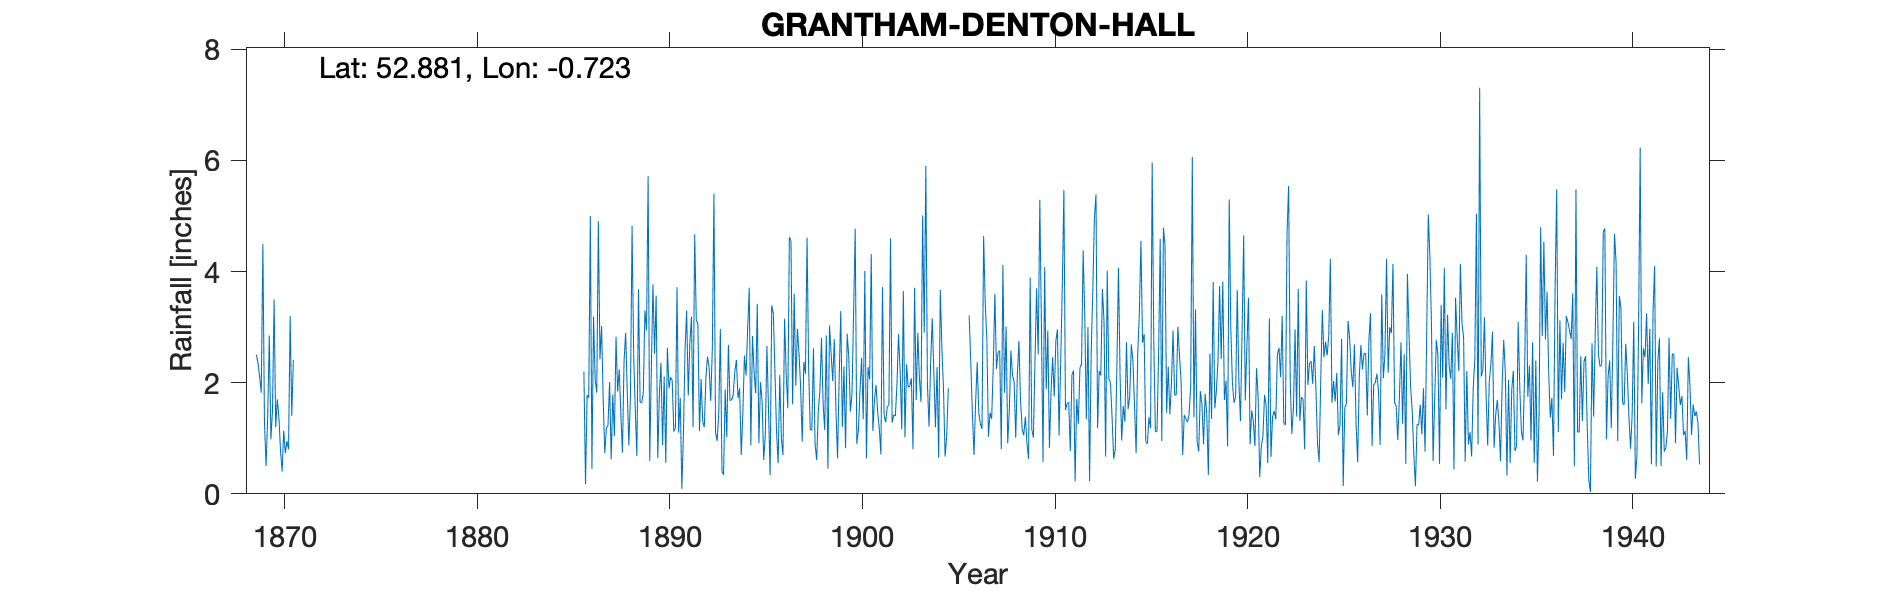 GRANTHAM-DENTON-HALL
Lat: 52.881, Lon: -0.723
8
6
4
2
0
Rainfall [inches]
1870 1880 1890 1900 1910 1920 1930 1940
Year